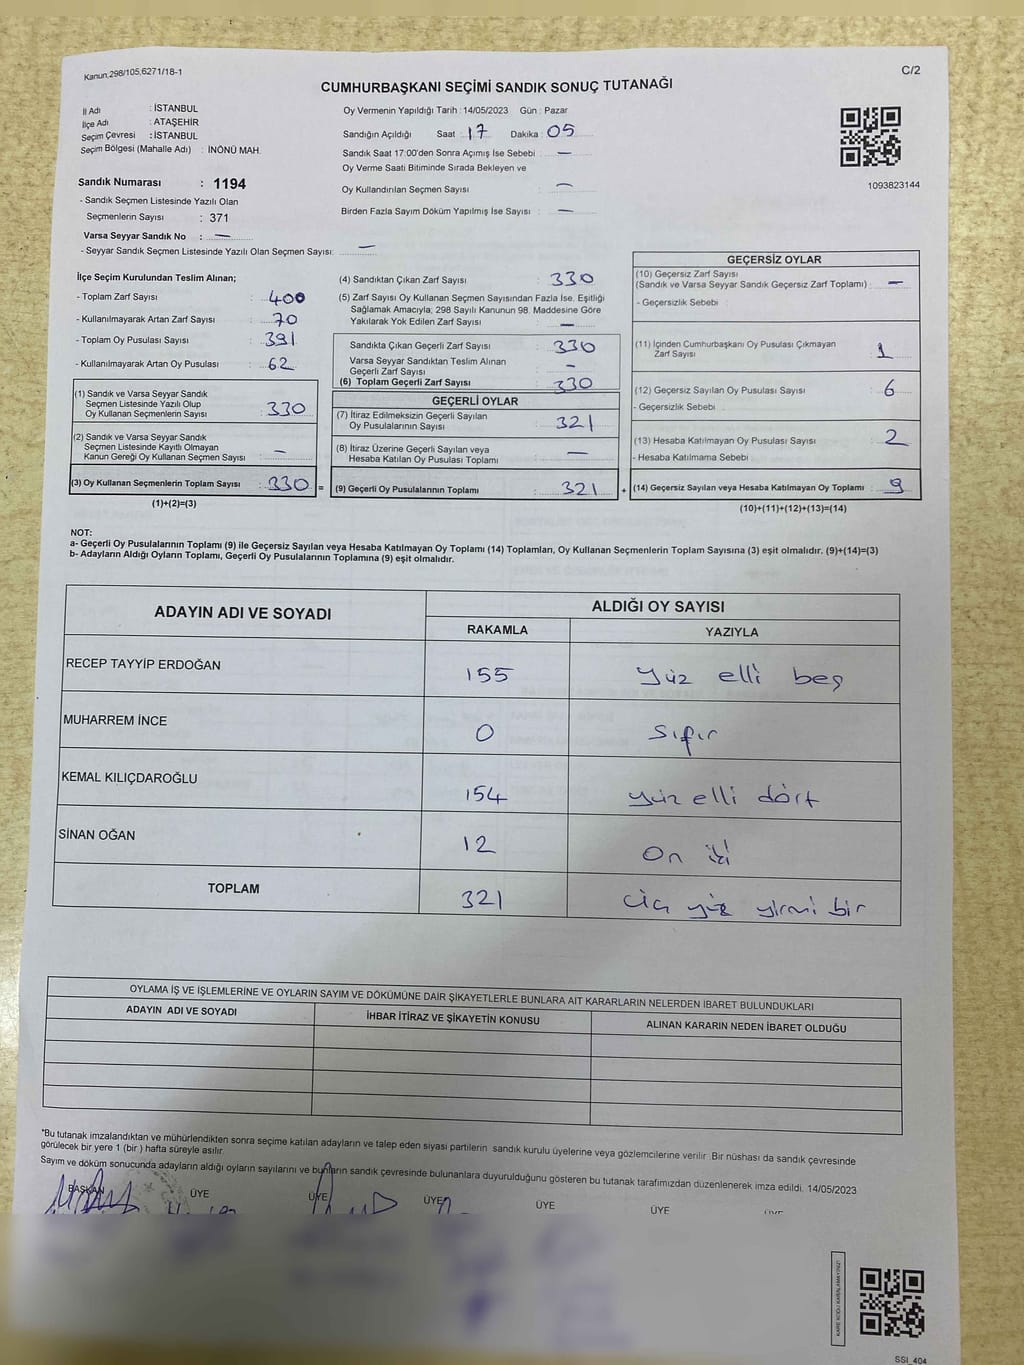 Kanun,298/105,6271/18-1
C/2
CUMHURBAŞKANI SEÇİMİ SANDIK SONUÇ TUTANAĞI
İl Adı : İSTANBUL
İlçe Adı : ATAŞEHİR
Seçim Çevresi : İSTANBUL
Seçim Bölgesi (Mahalle Adı) : İNÖNÜ MAH.
Sandık Numarası : 1194
- Sandık Seçmen Listesinde Yazılı Olan
Seçmenlerin Sayısı : 371
Varsa Seyyar Sandık No : —
- Seyyar Sandık Seçmen Listesinde Yazılı Olan Seçmen Sayısı: —
Oy Vermenin Yapıldığı Tarih : 14/05/2023 Gün : Pazar
Sandığın Açıldığı Saat : 17 Dakika : 05
Sandık Saat 17:00'den Sonra Açımış İse Sebebi : —
Oy Verme Saati Bitiminde Sırada Bekleyen ve
Oy Kullandırılan Seçmen Sayısı : —
Birden Fazla Sayım Döküm Yapılmış İse Sayısı : —
1093823144
İlçe Seçim Kurulundan Teslim Alınan;
- Toplam Zarf Sayısı : 400
- Kullanılmayarak Artan Zarf Sayısı : 70
- Toplam Oy Pusulası Sayısı : 391
- Kullanılmayarak Artan Oy Pusulası : 62
(1) Sandık ve Varsa Seyyar Sandık
Seçmen Listesinde Yazılı Olup
Oy Kullanan Seçmenlerin Sayısı : 330
(2) Sandık ve Varsa Seyyar Sandık
Seçmen Listesinde Kayıtlı Olmayan
Kanun Gereği Oy Kullanan Seçmen Sayısı : —
(3) Oy Kullanan Seçmenlerin Toplam Sayısı : 330 =
(1)+(2)=(3)
(4) Sandıktan Çıkan Zarf Sayısı : 330
(5) Zarf Sayısı Oy Kullanan Seçmen Sayısından Fazla İse, Eşitliği
Sağlamak Amacıyla; 298 Sayılı Kanunun 98. Maddesine Göre
Yakılarak Yok Edilen Zarf Sayısı : —
Sandıkta Çıkan Geçerli Zarf Sayısı : 330
Varsa Seyyar Sandıktan Teslim Alınan
Geçerli Zarf Sayısı : —
(6) Toplam Geçerli Zarf Sayısı : 330
GEÇERLİ OYLAR
(7) İtiraz Edilmeksizin Geçerli Sayılan
Oy Pusulalarının Sayısı : 321
(8) İtiraz Üzerine Geçerli Sayılan veya
Hesaba Katılan Oy Pusulası Toplamı : —
(9) Geçerli Oy Pusulalarının Toplamı : 321 +
GEÇERSİZ OYLAR
(10) Geçersiz Zarf Sayısı
(Sandık ve Varsa Seyyar Sandık Geçersiz Zarf Toplamı) : —
- Geçersizlik Sebebi :
(11) İçinden Cumhurbaşkanı Oy Pusulası Çıkmayan
Zarf Sayısı : 1
(12) Geçersiz Sayılan Oy Pusulası Sayısı : 6
- Geçersizlik Sebebi :
(13) Hesaba Katılmayan Oy Pusulası Sayısı : 2
- Hesaba Katılmama Sebebi :
(14) Geçersiz Sayılan veya Hesaba Katılmayan Oy Toplamı : 9
(10)+(11)+(12)+(13)=(14)
NOT:
a- Geçerli Oy Pusulalarının Toplamı (9) ile Geçersiz Sayılan veya Hesaba Katılmayan Oy Toplamı (14) Toplamları, Oy Kullanan Seçmenlerin Toplam Sayısına (3) eşit olmalıdır. (9)+(14)=(3)
b- Adayların Aldığı Oyların Toplamı, Geçerli Oy Pusulalarının Toplamına (9) eşit olmalıdır.
ADAYIN ADI VE SOYADI ALDIĞI OY SAYISI
RAKAMLA YAZIYLA
RECEP TAYYİP ERDOĞAN 155 Yüz elli beş
MUHARREM İNCE 0 Sıfır
KEMAL KILIÇDAROĞLU 154 yüz elli dört
SİNAN OĞAN 12 On iki
TOPLAM 321 üç yüz yirmi bir
OYLAMA İŞ VE İŞLEMLERİNE VE OYLARIN SAYIM VE DÖKÜMÜNE DAİR ŞİKAYETLERLE BUNLARA AİT KARARLARIN NELERDEN İBARET BULUNDUKLARI
ADAYIN ADI VE SOYADI İHBAR İTİRAZ VE ŞİKAYETİN KONUSU ALINAN KARARIN NEDEN İBARET OLDUĞU
*Bu tutanak imzalandıktan ve mühürlendikten sonra seçime katılan adayların ve talep eden siyasi partilerin sandık kurulu üyelerine veya gözlemcilerine verilir. Bir nüshası da sandık çevresinde
görülecek bir yere 1 (bir ) hafta süreyle asılır.
Sayım ve döküm sonucunda adayların aldığı oyların sayılarını ve bunların sandık çevresinde bulunanlara duyurulduğunu gösteren bu tutanak tarafımızdan düzenlenerek imza edildi. 14/05/2023
BAŞKAN ÜYE ÜYE ÜYE ÜYE ÜYE ÜYE
SSI_404